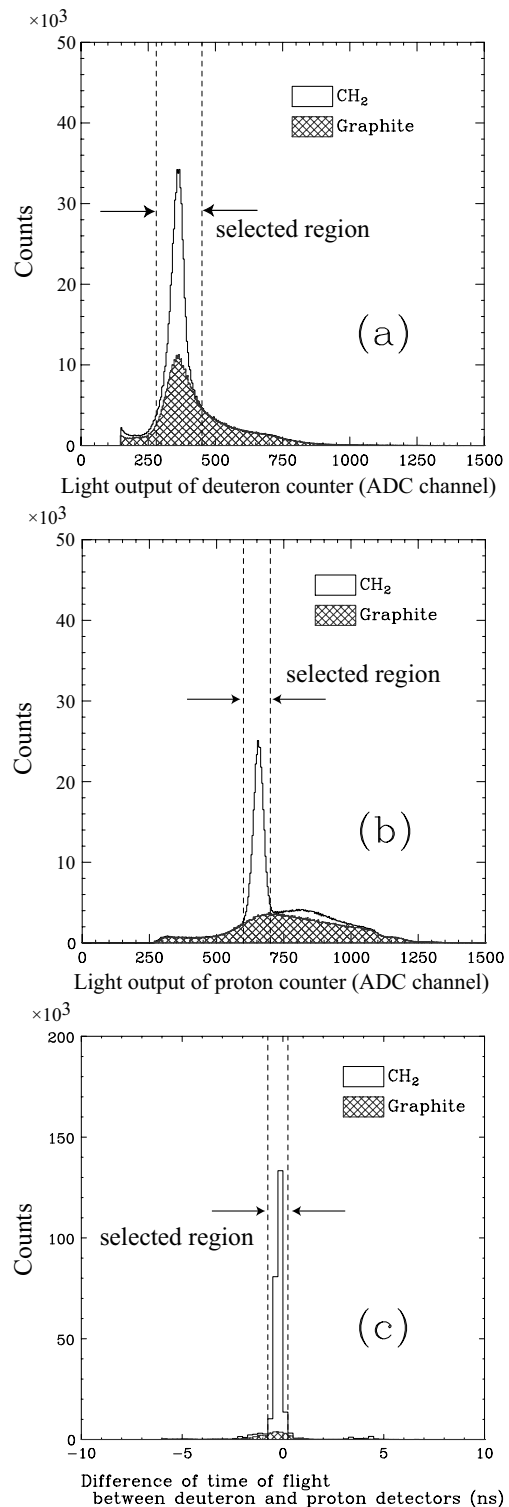 ×10³
50
40
30
20
10
0
Counts
CH₂
Graphite
selected region
(a)
0 250 500 750 1000 1250 1500
Light output of deuteron counter (ADC channel)
×10³
50
40
30
20
10
0
Counts
CH₂
Graphite
selected region
(b)
0 250 500 750 1000 1250 1500
Light output of proton counter (ADC channel)
×10³
200
150
100
50
0
Counts
CH₂
Graphite
selected region
(c)
−10 −5 0 5 10
Difference of time of flight
between deuteron and proton detectors (ns)